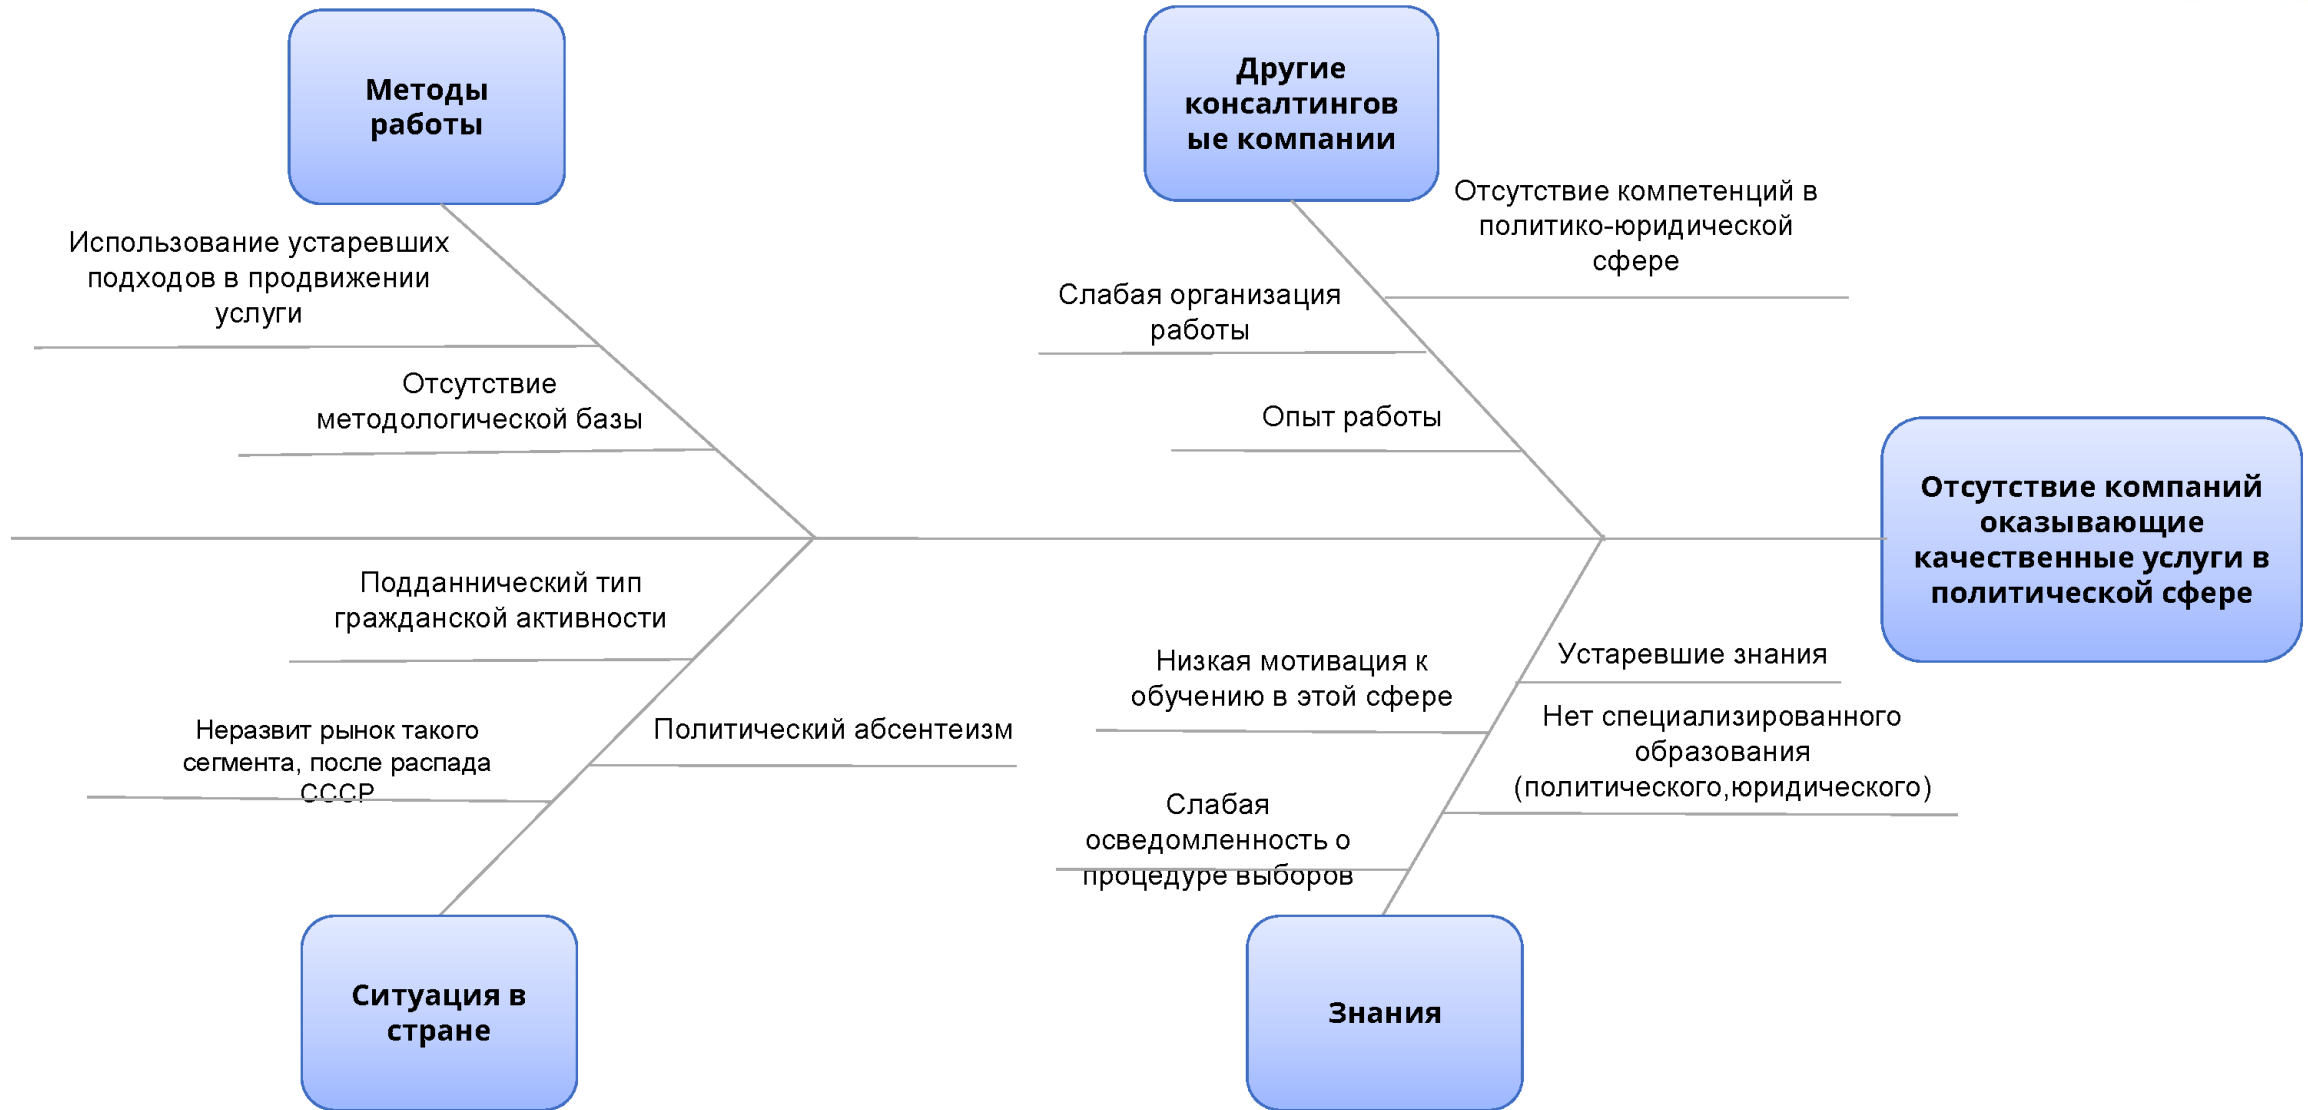 Методы
работы
Другие
консалтингов
ые компании
Отсутствие компетенций в
политико-юридической
сфере
Использование устаревших
подходов в продвижении
услуги
Слабая организация
работы
Отсутствие
методологической базы
Опыт работы
Отсутствие компаний
оказывающие
качественные услуги в
политической сфере
Подданнический тип
гражданской активности
Неразвит рынок такого
сегмента, после распада
СССР
Политический абсентеизм
Низкая мотивация к
обучению в этой сфере
Устаревшие знания
Нет специализированного
образования
(политического,юридического)
Слабая
осведомленность о
процедуре выборов
Ситуация в
стране
Знания